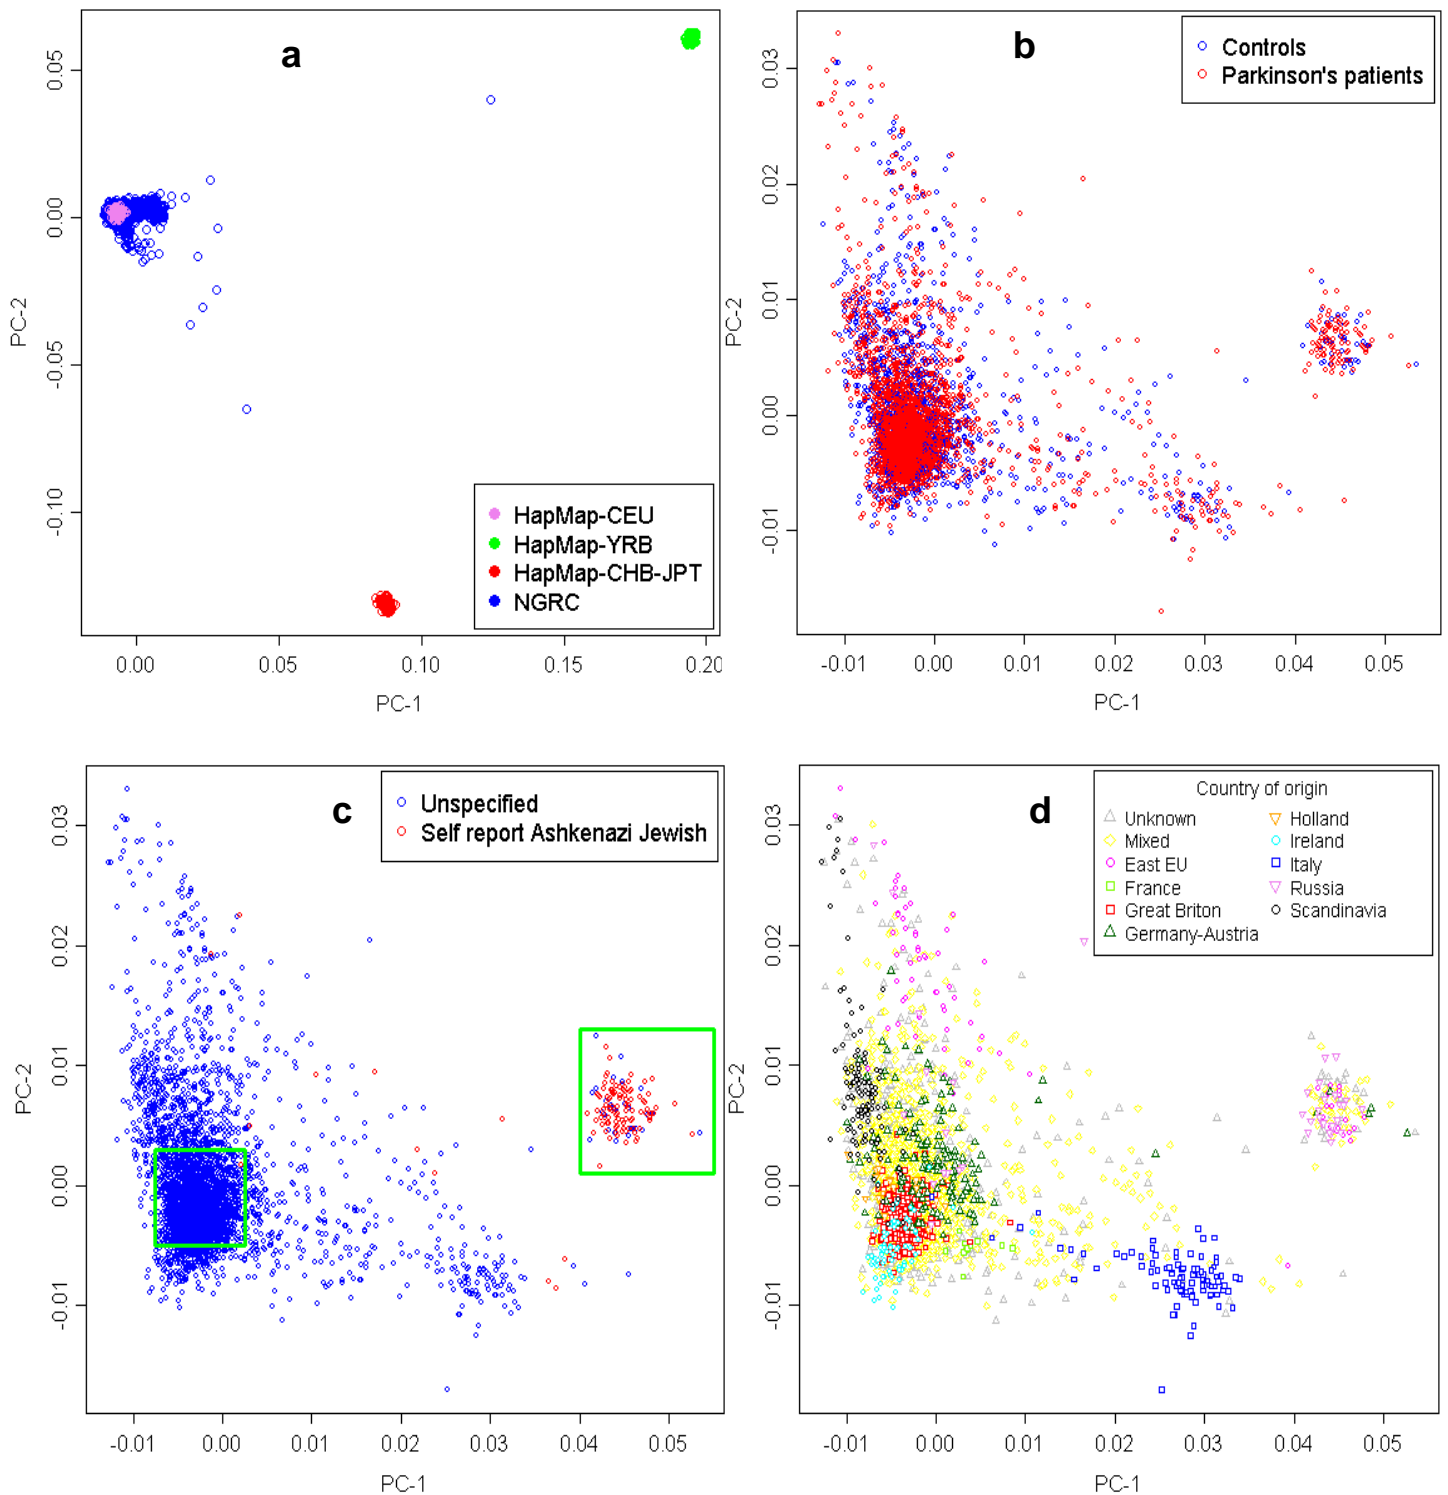 a
0.05
0.00
-0.05
-0.10
PC-2
HapMap-CEU
HapMap-YRB
HapMap-CHB-JPT
NGRC
0.00 0.05 0.10 0.15 0.20
PC-1
b
Controls
Parkinson's patients
0.03
0.02
0.01
0.00
-0.01
PC-2
-0.01 0.00 0.01 0.02 0.03 0.04 0.05
PC-1
c
Unspecified
Self report Ashkenazi Jewish
0.03
0.02
0.01
0.00
-0.01
PC-2
-0.01 0.00 0.01 0.02 0.03 0.04 0.05
PC-1
d
Country of origin
Unknown Holland
Mixed Ireland
East EU Italy
France Russia
Great Briton Scandinavia
Germany-Austria
0.03
0.02
0.01
0.00
-0.01
PC-2
-0.01 0.00 0.01 0.02 0.03 0.04 0.05
PC-1